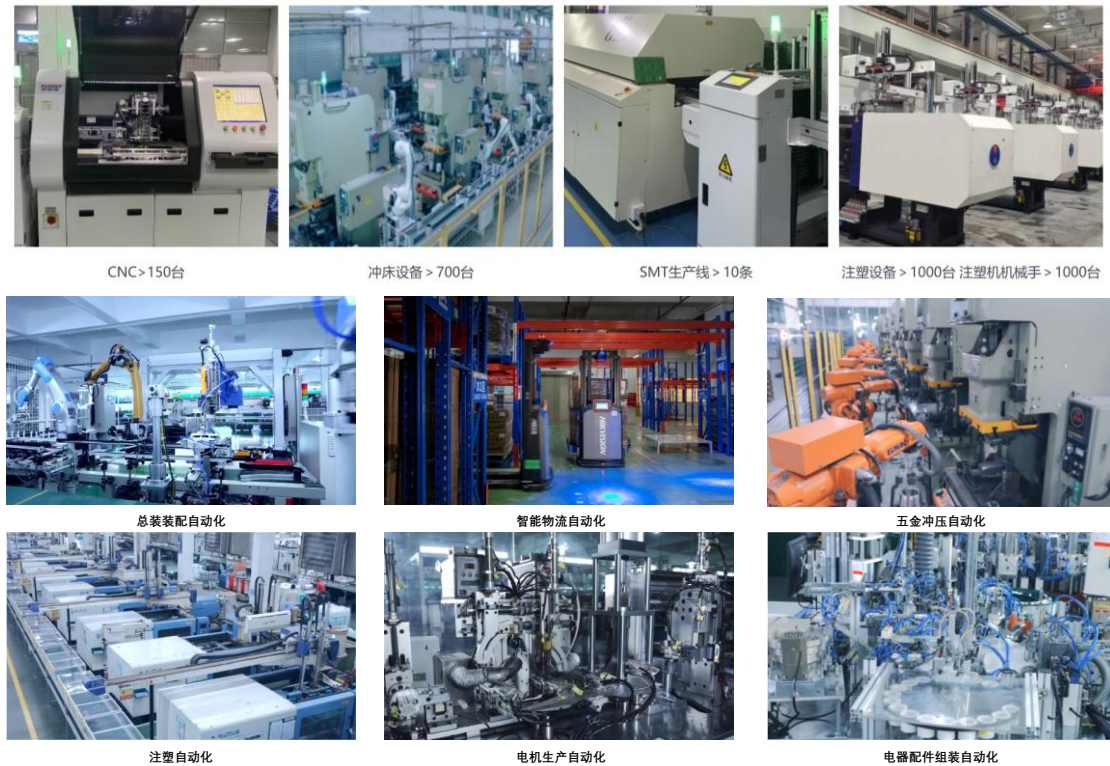 CNC>150台
冲床设备 > 700台
SMT生产线 > 10条
注塑设备 > 1000台 注塑机机械手 > 1000台
HIKVISION
总装装配自动化
智能物流自动化
五金冲压自动化
注塑自动化
电机生产自动化
电器配件组装自动化